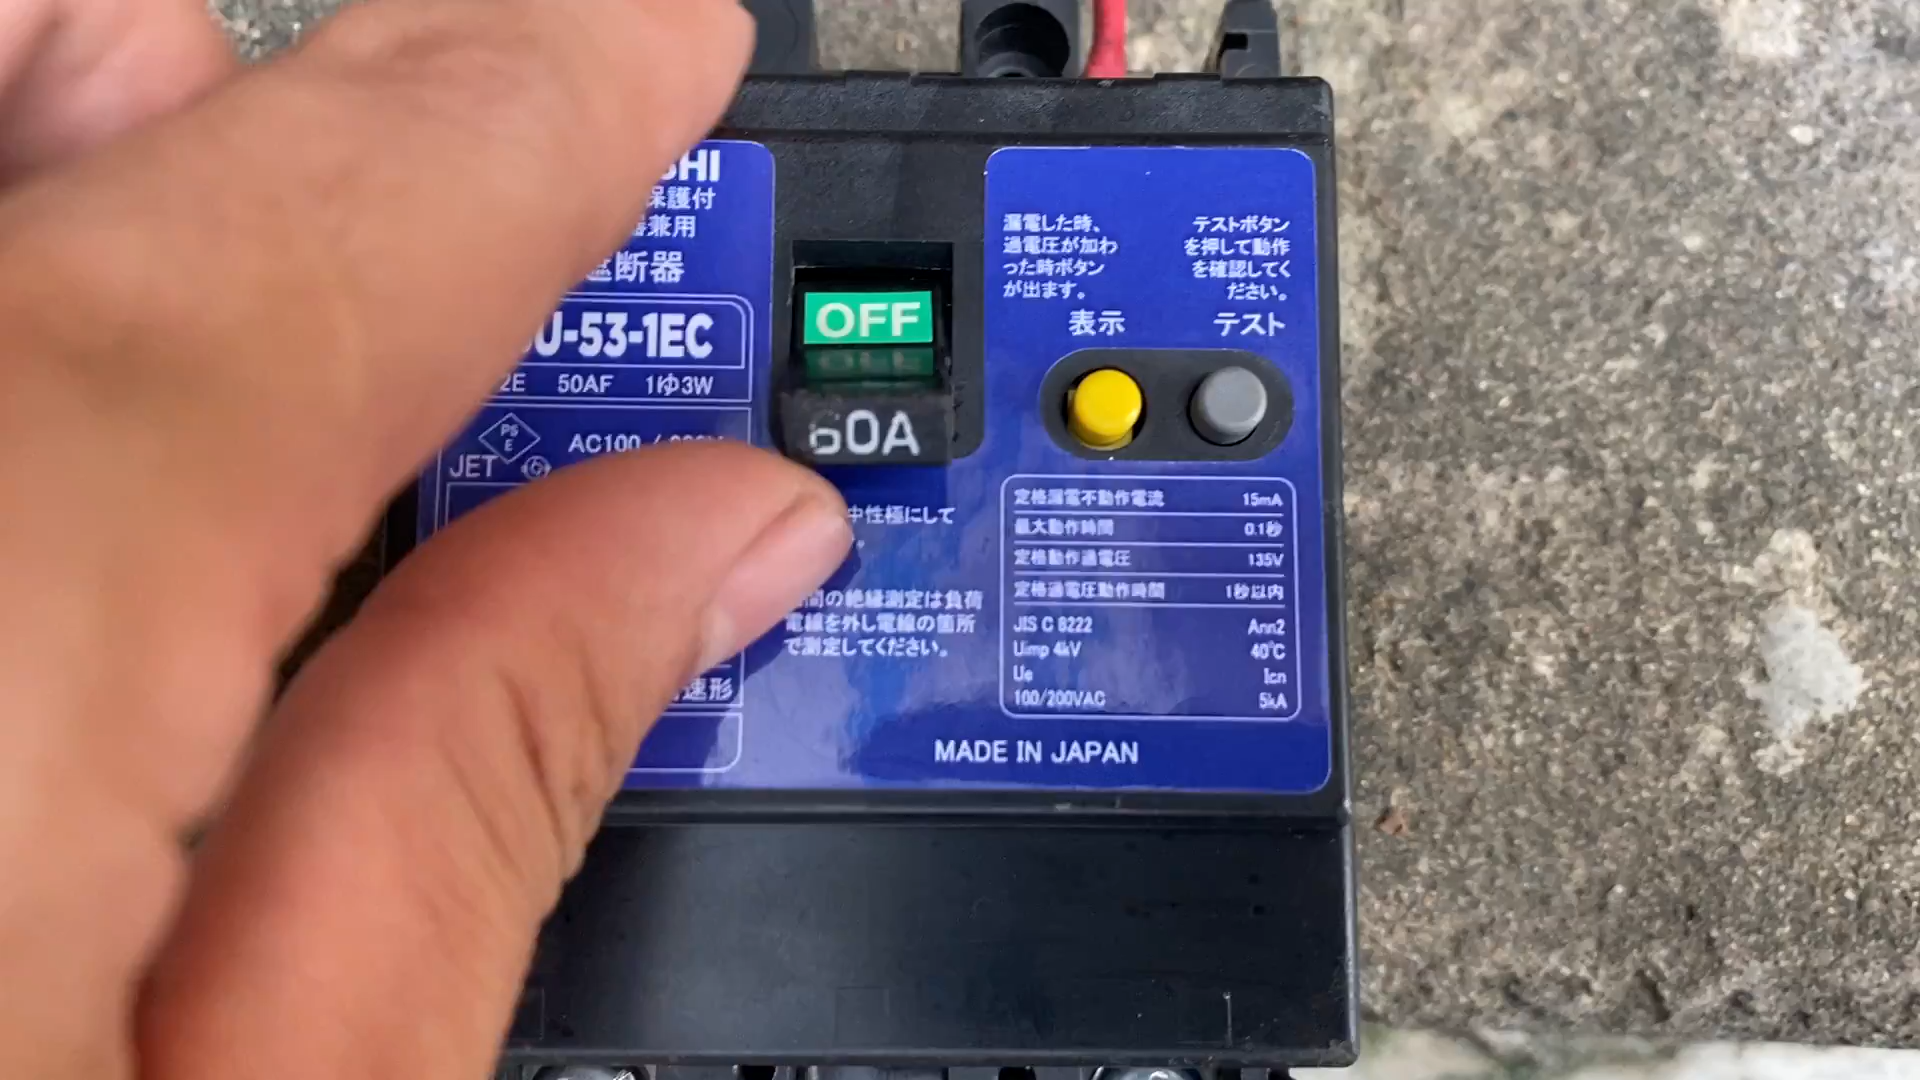 SHI
保護付
兼用
遮断器
U-53-1EC
2E 50AF 1φ3W
PS
E
JET
AC100 /
OFF
60A
中性極にして
間の絶縁測定は負荷
電線を外し電線の箇所
で測定してください。
速形
漏電した時、
過電圧が加わ
った時ボタン
が出ます。
表示
テストボタン
を押して動作
を確認してく
ださい。
テスト
定格漏電不動作電流 15mA
最大動作時間 0.1秒
定格動作過電圧 135V
定格過電圧動作時間 1秒以内
JIS C 8222 Ann2
Uimp 4kV 40℃
Ue Icn
100/200VAC 5kA
MADE IN JAPAN